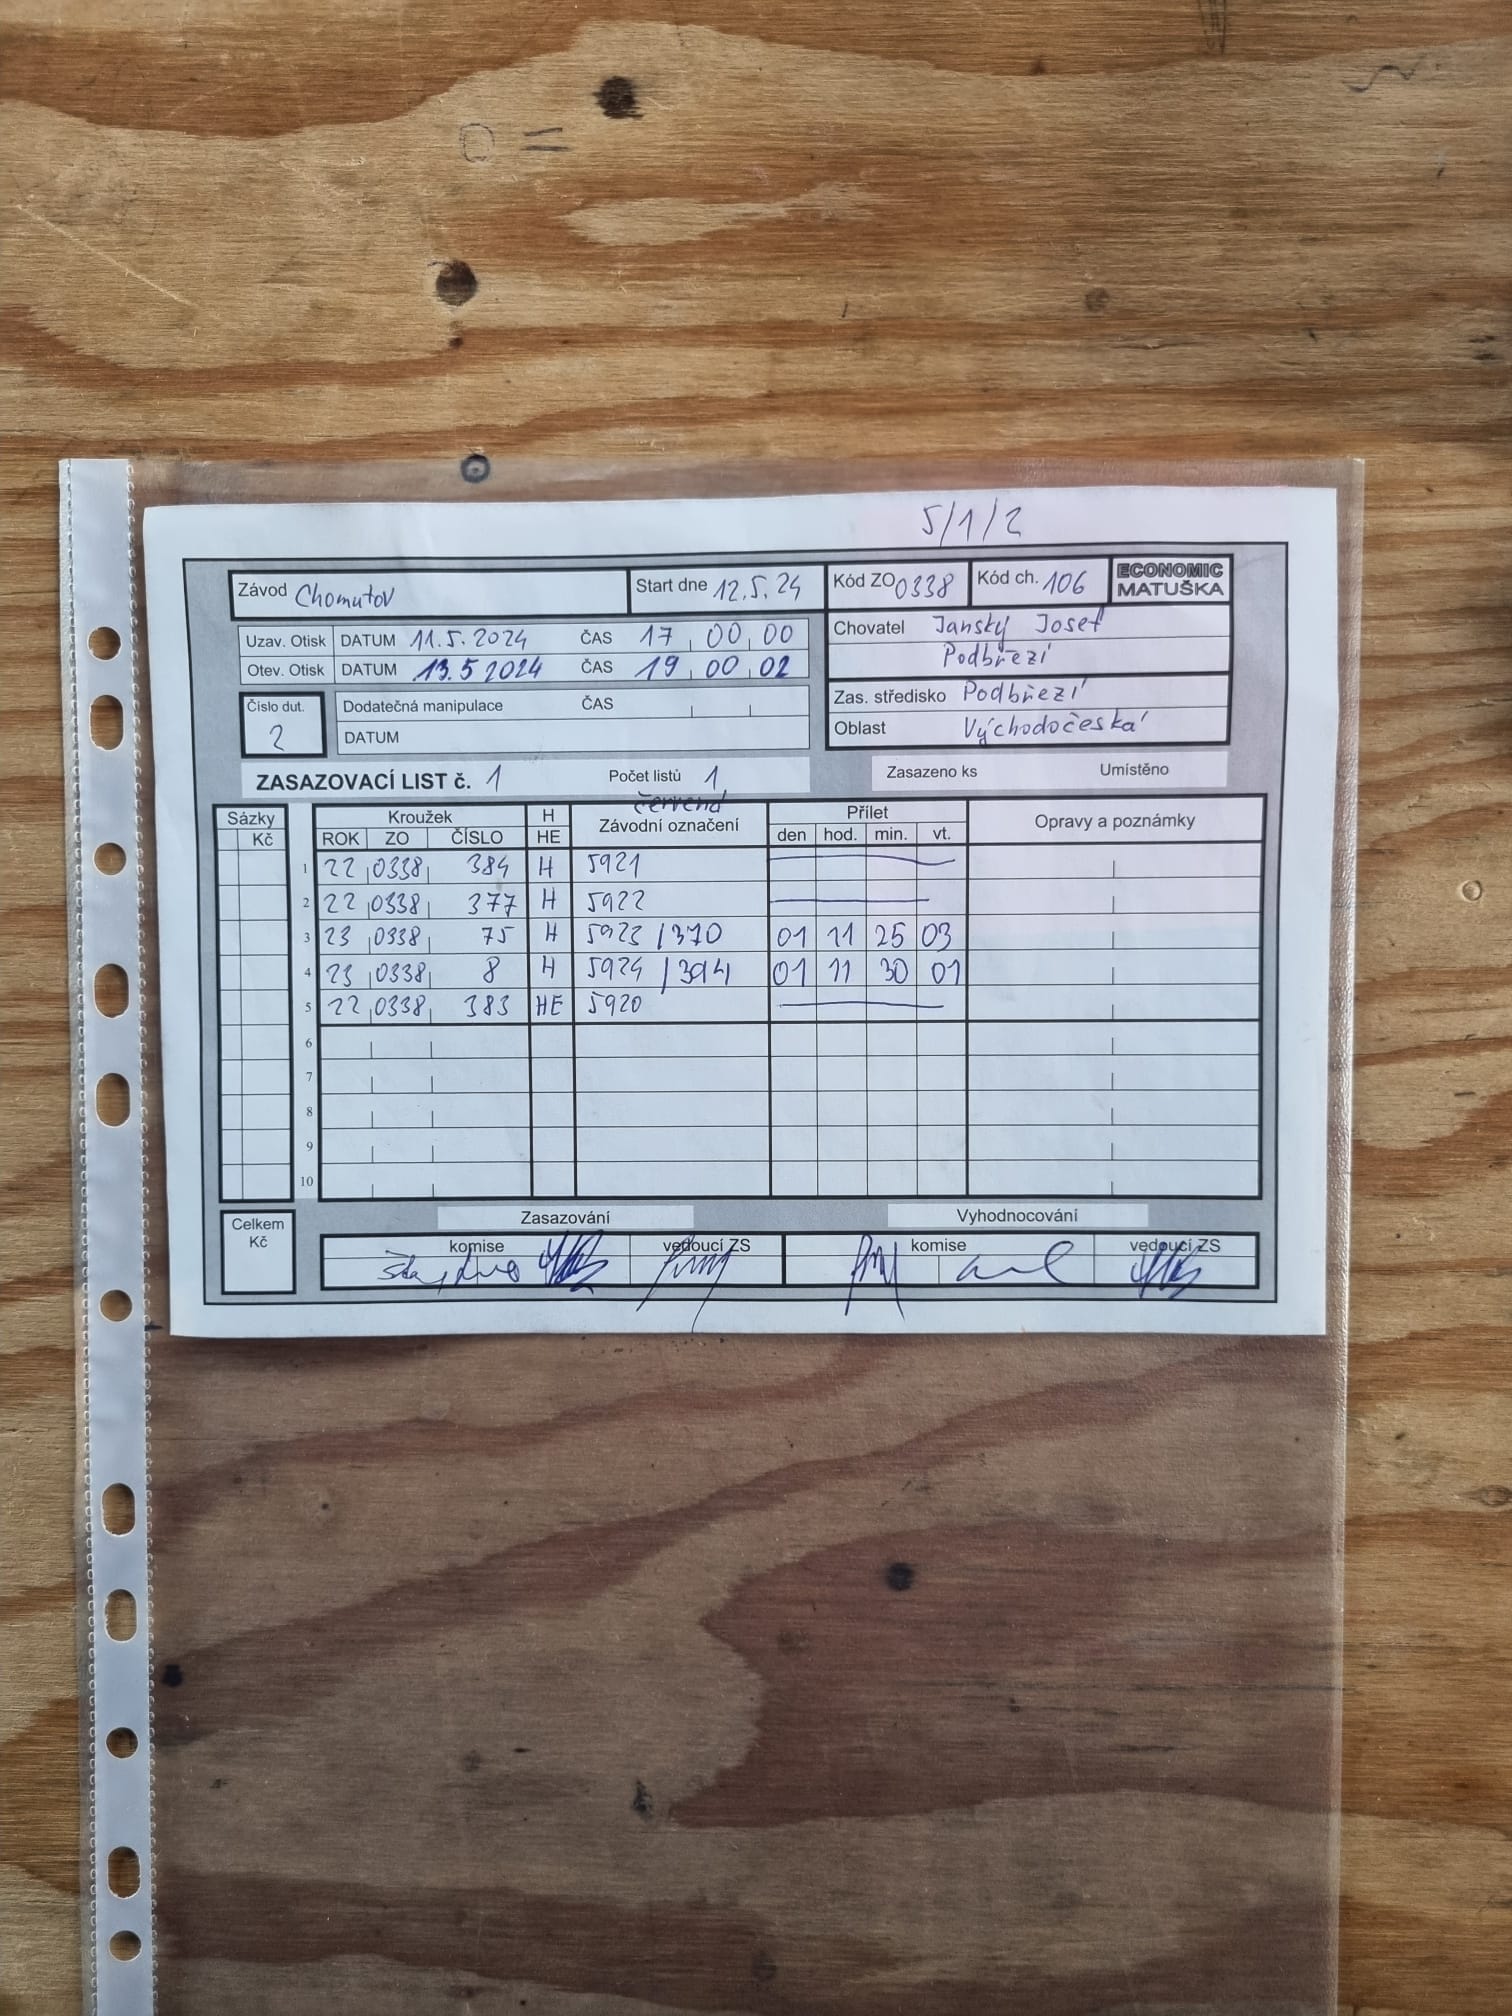 5/1/2
Závod Chomutov Start dne 12.5.24 Kód ZO 0338 Kód ch. 106 ECONOMIC MATUŠKA
Uzav. Otisk DATUM 11.5.2024 ČAS 17 00 00 Chovatel Janský Josef
Otev. Otisk DATUM 13.5 2024 ČAS 19 00 02 Podbřezí
Číslo dut. 2 Dodatečná manipulace ČAS Zas. středisko Podbřezí
DATUM Oblast Východočeská
ZASAZOVACÍ LIST č. 1 Počet listů 1 Zasazeno ks Umístěno
červená
Sázky Kroužek H Závodní označení Přílet Opravy a poznámky
Kč ROK ZO ČÍSLO HE den hod. min. vt.
1 22 0338 384 H 5921
2 22 0338 377 H 5922
3 23 0338 75 H 5923 /370 01 11 25 03
4 23 0338 8 H 5924 /394 01 11 30 01
5 22 0338 383 HE 5920
6
7
8
9
10
Celkem Kč Zasazování Vyhodnocování
komise vedoucí ZS komise vedoucí ZS